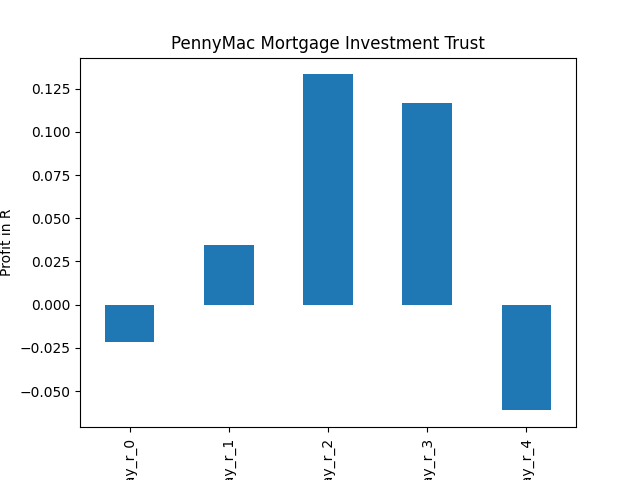 PennyMac Mortgage Investment Trust
0.125
0.100
0.075
0.050
0.025
0.000
−0.025
−0.050
Profit in R
ay_r_0
ay_r_1
ay_r_2
ay_r_3
ay_r_4